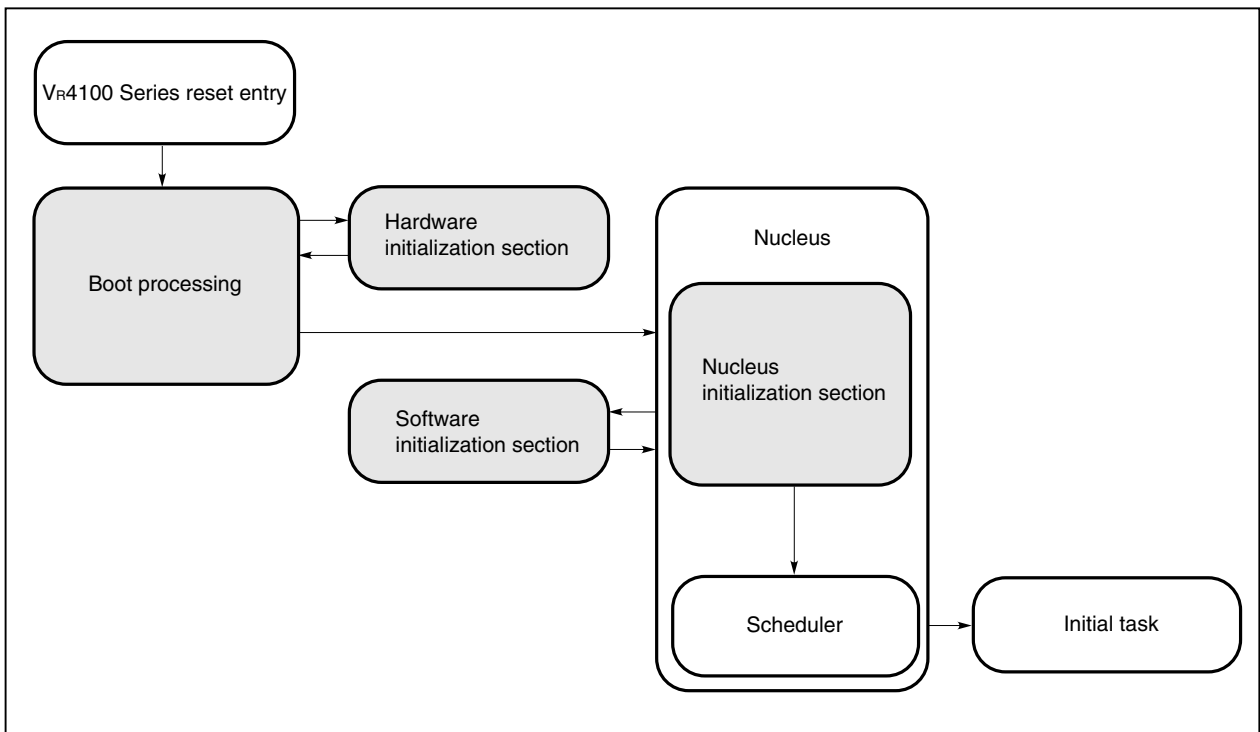 VR4100 Series reset entry
Hardware
initialization section
Nucleus
Boot processing
Nucleus
initialization section
Software
initialization section
Scheduler
Initial task